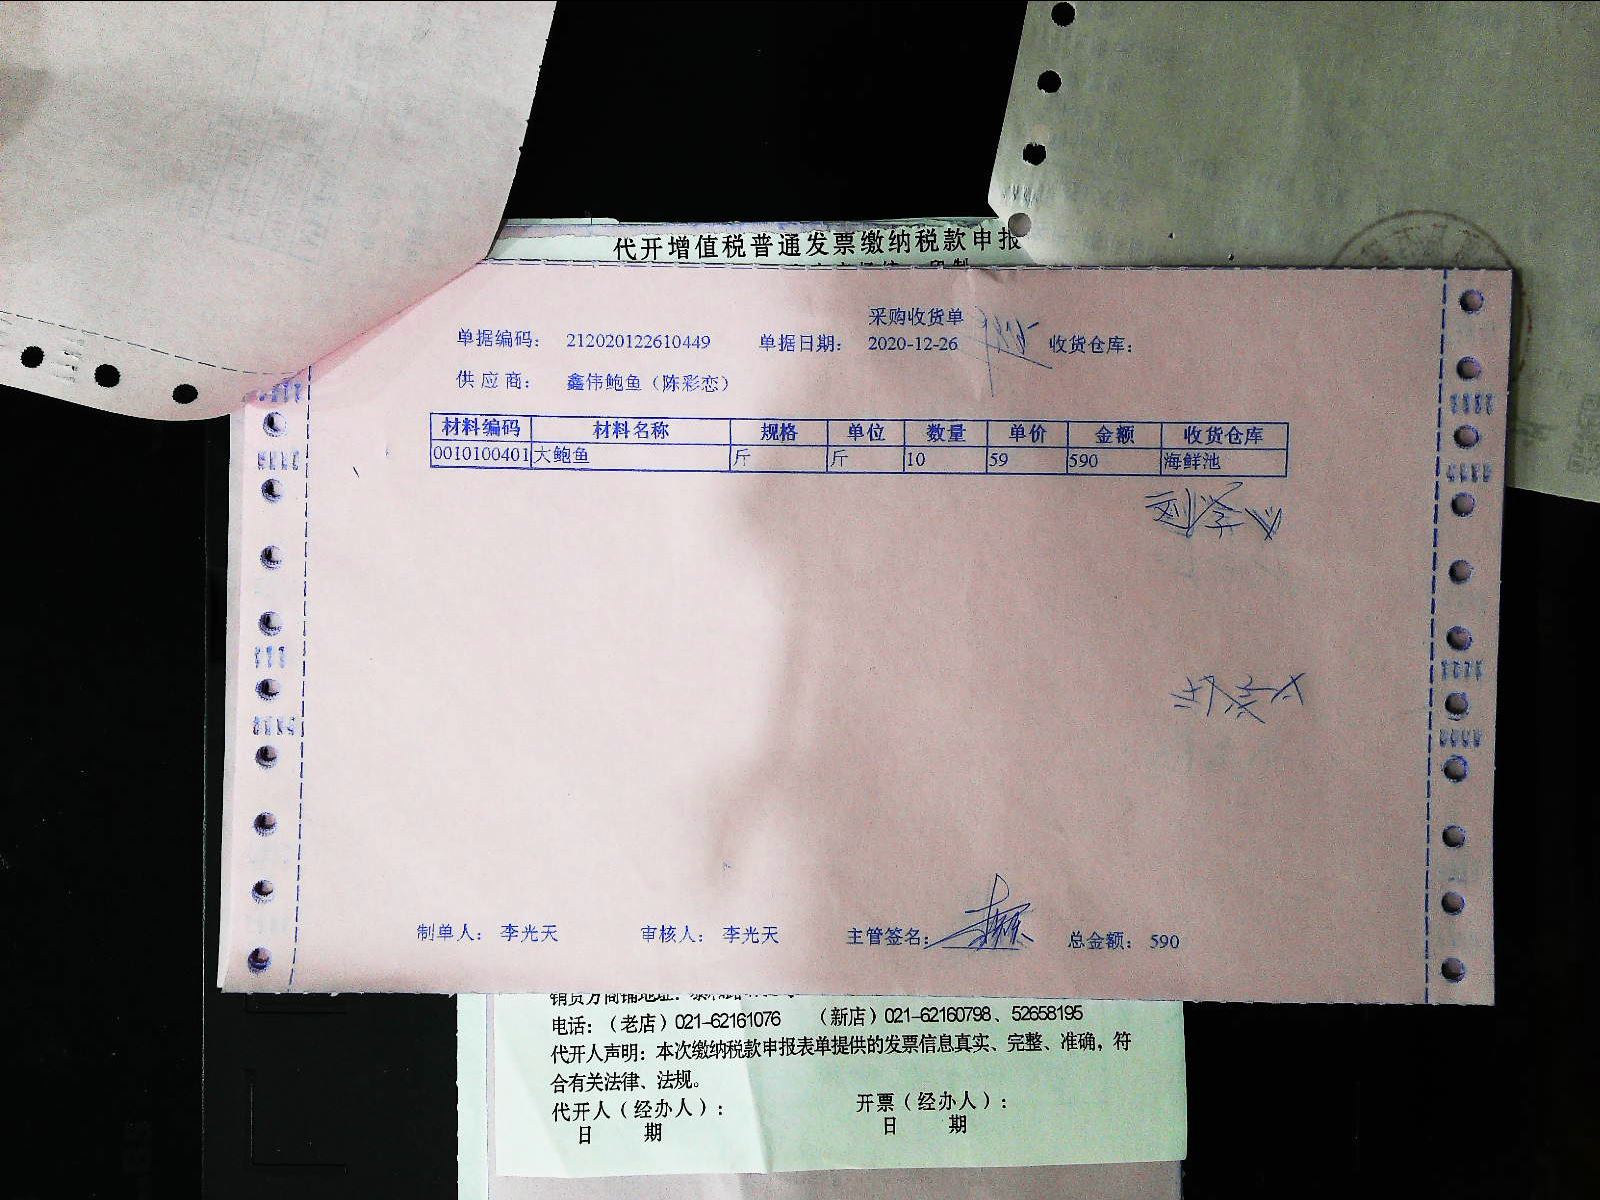 代开增值税普通发票缴纳税款申报
采购收货单
单据编码： 212020122610449 单据日期： 2020-12-26 收货仓库：
供应商： 鑫伟鲍鱼（陈彩恋）
材料编码 材料名称 规格 单位 数量 单价 金额 收货仓库
0010100401 大鲍鱼 斤 斤 10 59 590 海鲜池
制单人： 李光天 审核人： 李光天 主管签名： 总金额： 590
电话：（老店）021-62161076 （新店）021-62160798、52658195
代开人声明：本次缴纳税款申报表单提供的发票信息真实、完整、准确，符
合有关法律、法规。
代开人（经办人）： 开票（经办人）：
日 期 日 期